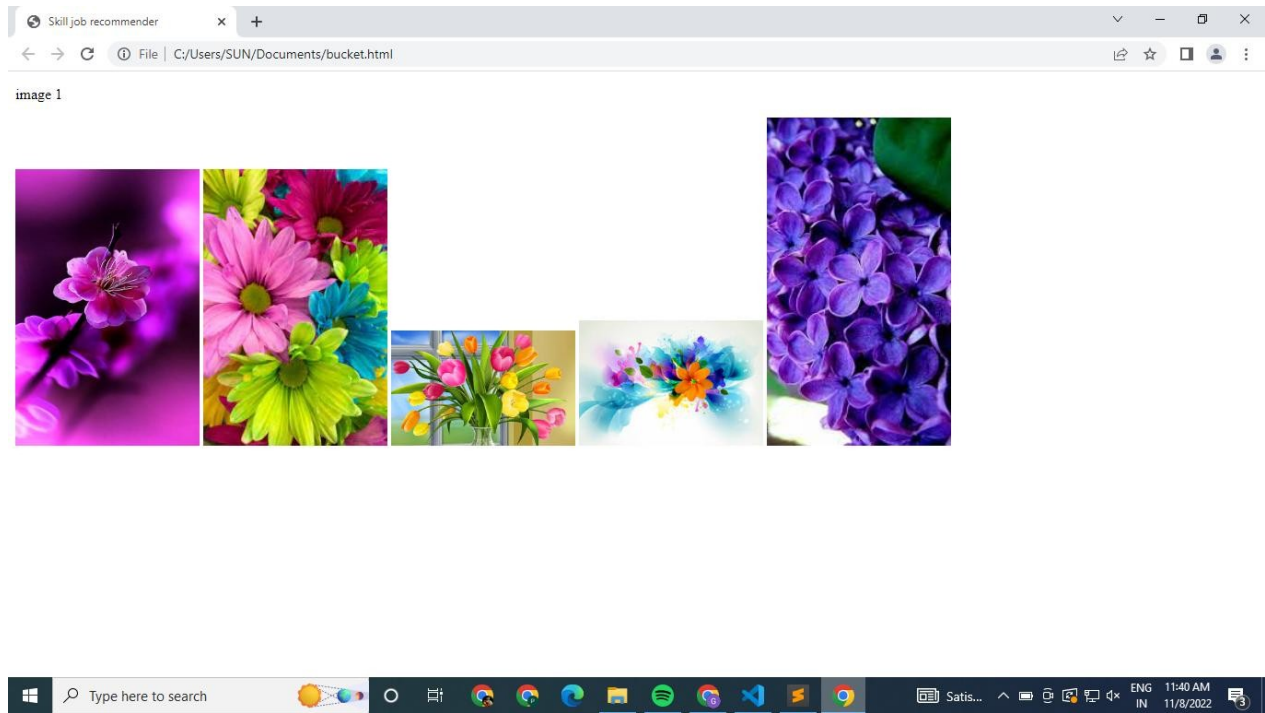 Skill job recommender
File | C:/Users/SUN/Documents/bucket.html
image 1
Type here to search
Satis...
ENG
IN
11:40 AM
11/8/2022
3